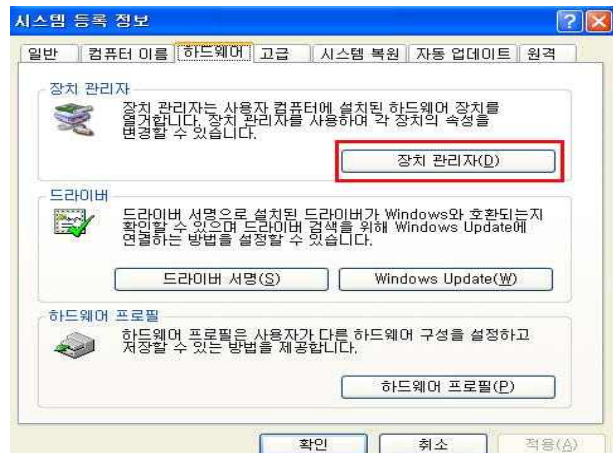 시스템 등록 정보
일반 컴퓨터 이름 하드웨어 고급 시스템 복원 자동 업데이트 원격
장치 관리자
장치 관리자는 사용자 컴퓨터에 설치된 하드웨어 장치를
열거합니다. 장치 관리자를 사용하여 각 장치의 속성을
변경할 수 있습니다.
장치 관리자(D)
드라이버
드라이버 서명으로 설치된 드라이버가 Windows와 호환되는지
확인할 수 있으며 드라이버 검색을 위해 Windows Update에
연결하는 방법을 설정할 수 있습니다.
드라이버 서명(S) Windows Update(W)
하드웨어 프로필
하드웨어 프로필은 사용자가 다른 하드웨어 구성을 설정하고
저장할 수 있는 방법을 제공합니다.
하드웨어 프로필(P)
확인 취소 적용(A)